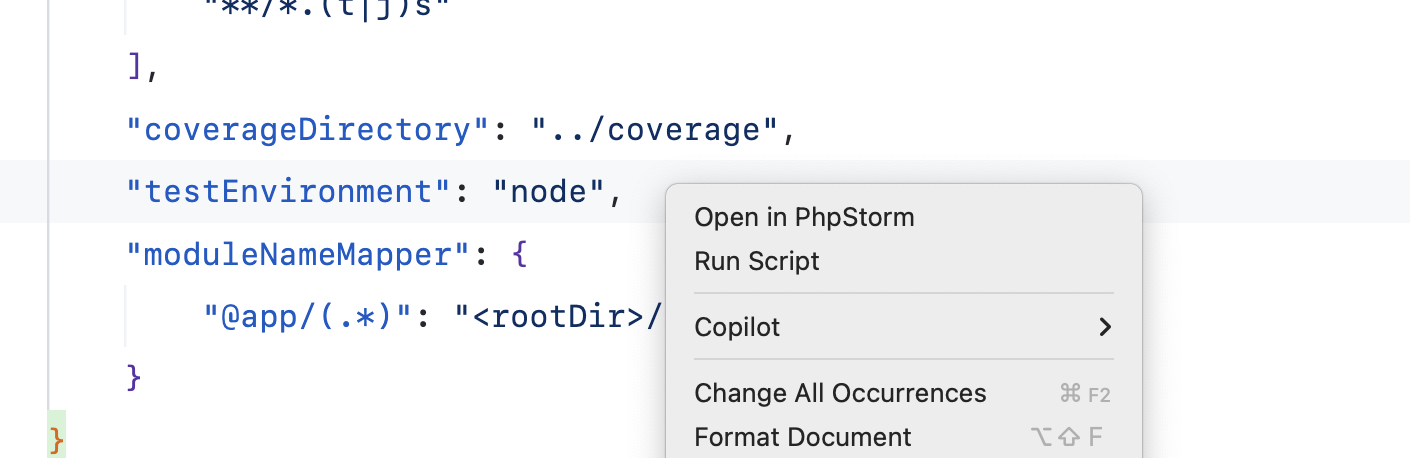 "**/*.(t|j)s"
],
"coverageDirectory": "../coverage",
"testEnvironment": "node",
"moduleNameMapper": {
"@app/(.*)": "<rootDir>/
}
}
Open in PhpStorm
Run Script
Copilot
Change All Occurrences ⌘ F2
Format Document ⌥⇧ F